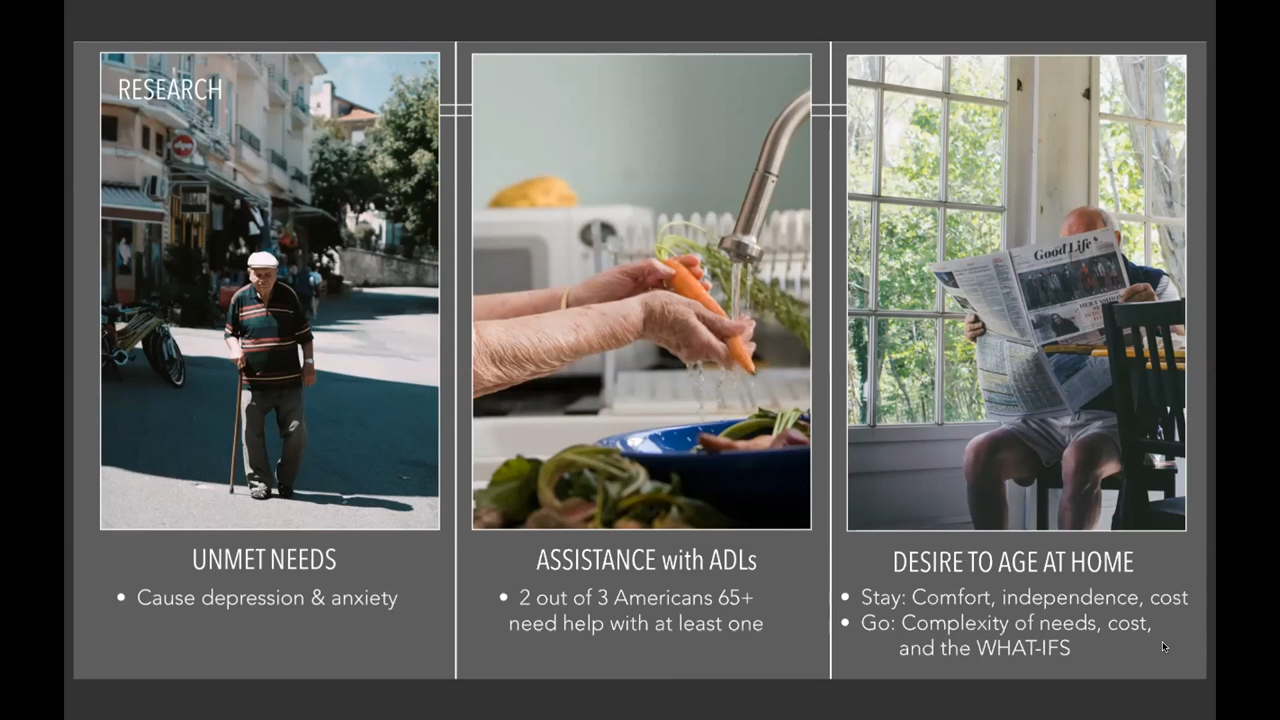 RESEARCH
Good Life
UNMET NEEDS
• Cause depression & anxiety
ASSISTANCE with ADLs
• 2 out of 3 Americans 65+
need help with at least one
DESIRE TO AGE AT HOME
• Stay: Comfort, independence, cost
• Go: Complexity of needs, cost,
and the WHAT-IFS